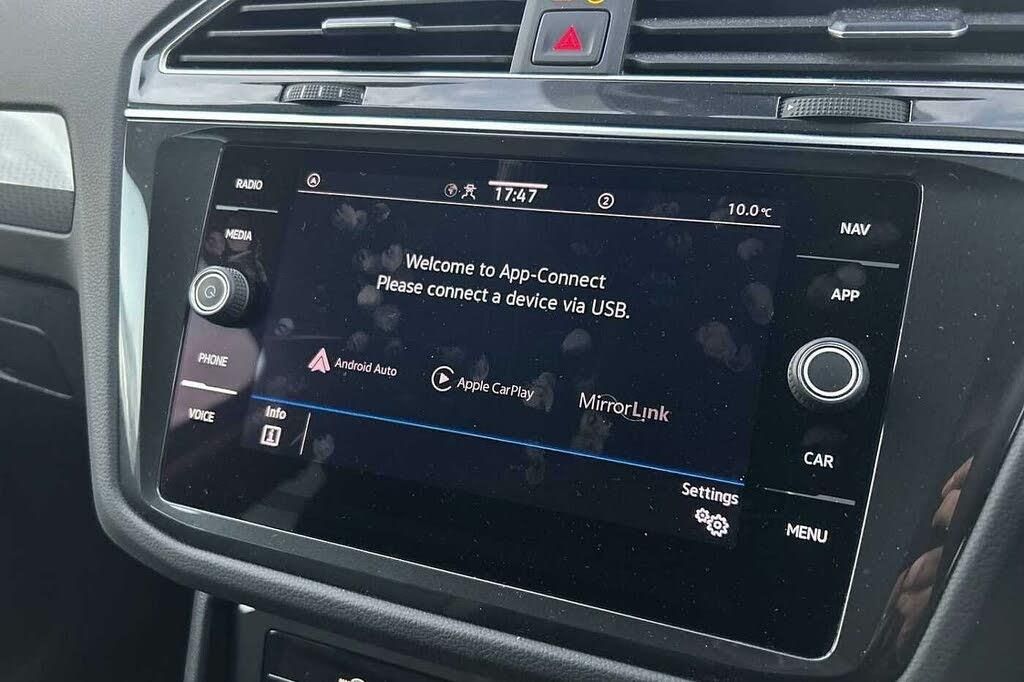 RADIO
MEDIA
PHONE
VOICE
A
17:47
2
10.0°C
Welcome to App-Connect
Please connect a device via USB.
Android Auto
Apple CarPlay
MirrorLink
Info
Settings
NAV
APP
CAR
MENU